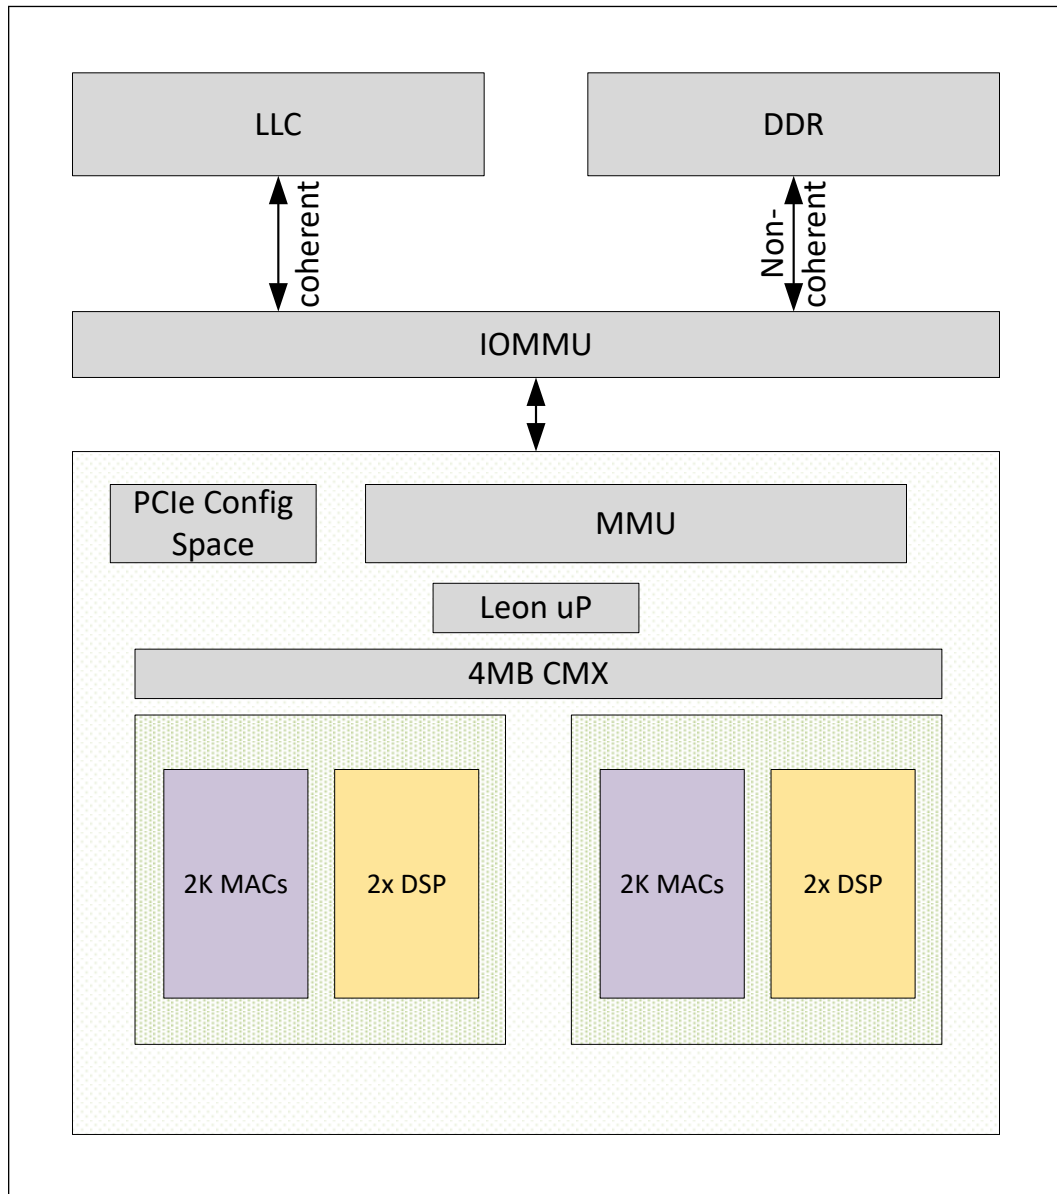 LLC
DDR
coherent
Non-
coherent
IOMMU
PCIe Config
Space
MMU
Leon uP
4MB CMX
2K MACs
2x DSP
2K MACs
2x DSP